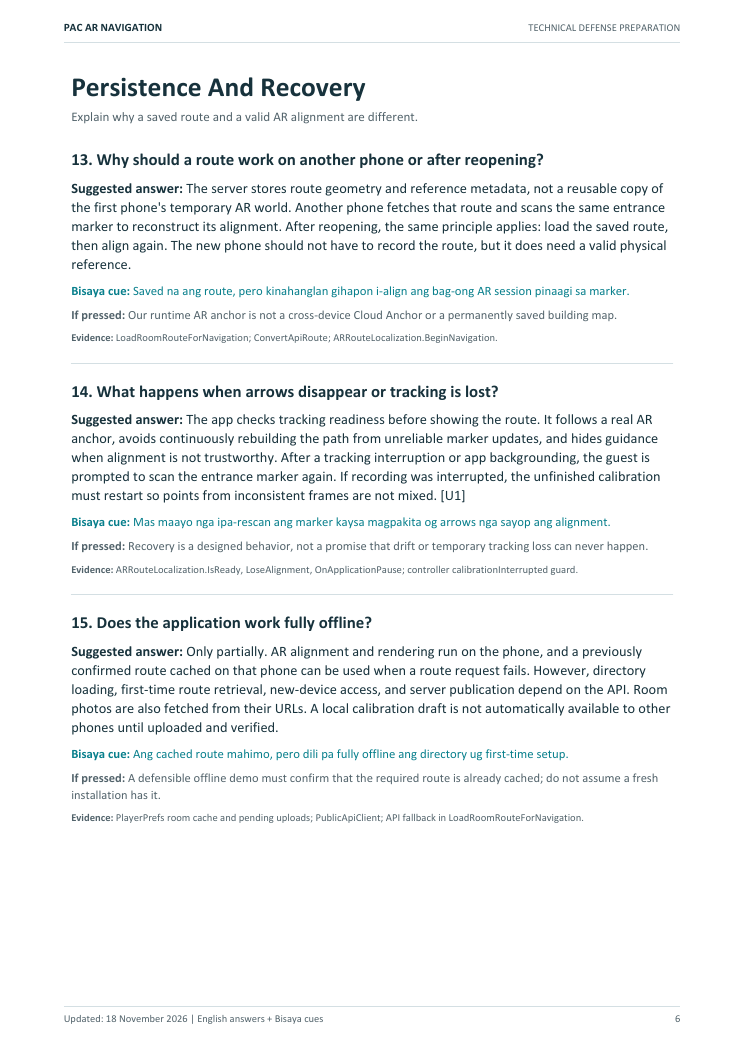 PAC AR NAVIGATION
TECHNICAL DEFENSE PREPARATION
Persistence And Recovery
Explain why a saved route and a valid AR alignment are different.
13. Why should a route work on another phone or after reopening?
Suggested answer: The server stores route geometry and reference metadata, not a reusable copy of
the first phone's temporary AR world. Another phone fetches that route and scans the same entrance
marker to reconstruct its alignment. After reopening, the same principle applies: load the saved route,
then align again. The new phone should not have to record the route, but it does need a valid physical
reference.
Bisaya cue: Saved na ang route, pero kinahanglan gihapon i-align ang bag-ong AR session pinaagi sa marker.
If pressed: Our runtime AR anchor is not a cross-device Cloud Anchor or a permanently saved building map.
Evidence: LoadRoomRouteForNavigation; ConvertApiRoute; ARRouteLocalization.BeginNavigation.
14. What happens when arrows disappear or tracking is lost?
Suggested answer: The app checks tracking readiness before showing the route. It follows a real AR
anchor, avoids continuously rebuilding the path from unreliable marker updates, and hides guidance
when alignment is not trustworthy. After a tracking interruption or app backgrounding, the guest is
prompted to scan the entrance marker again. If recording was interrupted, the unfinished calibration
must restart so points from inconsistent frames are not mixed. [U1]
Bisaya cue: Mas maayo nga ipa-rescan ang marker kaysa magpakita og arrows nga sayop ang alignment.
If pressed: Recovery is a designed behavior, not a promise that drift or temporary tracking loss can never happen.
Evidence: ARRouteLocalization.IsReady, LoseAlignment, OnApplicationPause; controller calibrationInterrupted guard.
15. Does the application work fully offline?
Suggested answer: Only partially. AR alignment and rendering run on the phone, and a previously
confirmed route cached on that phone can be used when a route request fails. However, directory
loading, first-time route retrieval, new-device access, and server publication depend on the API. Room
photos are also fetched from their URLs. A local calibration draft is not automatically available to other
phones until uploaded and verified.
Bisaya cue: Ang cached route mahimo, pero dili pa fully offline ang directory ug first-time setup.
If pressed: A defensible offline demo must confirm that the required route is already cached; do not assume a fresh
installation has it.
Evidence: PlayerPrefs room cache and pending uploads; PublicApiClient; API fallback in LoadRoomRouteForNavigation.
Updated: 18 November 2026 | English answers + Bisaya cues
6